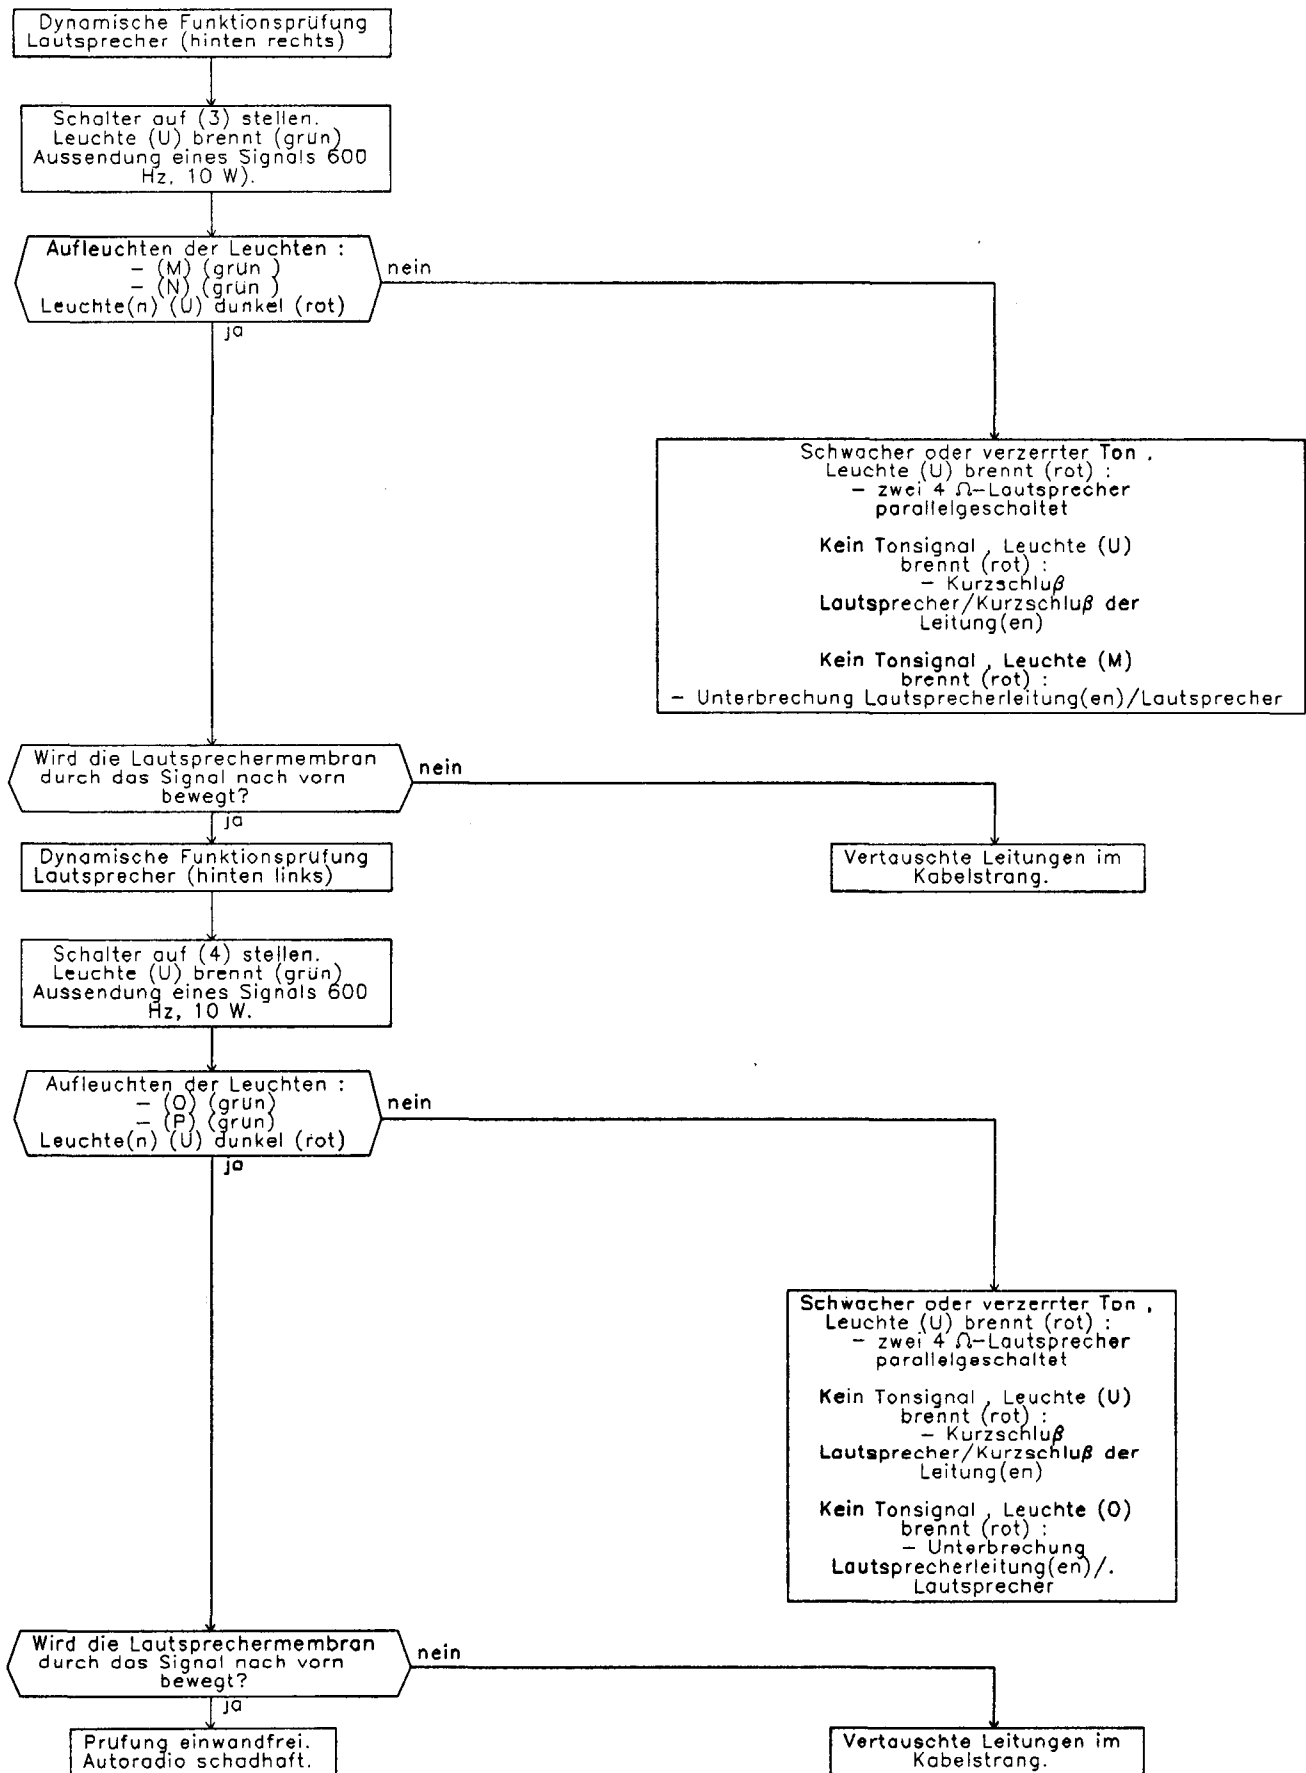 Dynamische Funktionsprüfung
Lautsprecher (hinten rechts)
Schalter auf (3) stellen.
Leuchte (U) brennt (grün)
Aussendung eines Signals 600
Hz, 10 W).
Aufleuchten der Leuchten :
– (M) (grün )
– (N) (grün )
Leuchte(n) (U) dunkel (rot)
nein
ja
Schwacher oder verzerrter Ton ,
Leuchte (U) brennt (rot) :
– zwei 4 Ω-Lautsprecher
parallelgeschaltet
Kein Tonsignal , Leuchte (U)
brennt (rot) :
– Kurzschluß
Lautsprecher/Kurzschluß der
Leitung(en)
Kein Tonsignal , Leuchte (M)
brennt (rot) :
– Unterbrechung Lautsprecherleitung(en)/Lautsprecher
Wird die Lautsprechermembran
durch das Signal nach vorn
bewegt?
nein
ja
Vertauschte Leitungen im
Kabelstrang.
Dynamische Funktionsprüfung
Lautsprecher (hinten links)
Schalter auf (4) stellen.
Leuchte (U) brennt (grün)
Aussendung eines Signals 600
Hz, 10 W.
Aufleuchten der Leuchten :
– (O) (grün)
– (P) (grün)
Leuchte(n) (U) dunkel (rot)
nein
ja
Schwacher oder verzerrter Ton ,
Leuchte (U) brennt (rot) :
– zwei 4 Ω-Lautsprecher
parallelgeschaltet
Kein Tonsignal , Leuchte (U)
brennt (rot) :
– Kurzschluß
Lautsprecher/Kurzschluß der
Leitung(en)
Kein Tonsignal , Leuchte (O)
brennt (rot) :
– Unterbrechung
Lautsprecherleitung(en)/.
Lautsprecher
Wird die Lautsprechermembran
durch das Signal nach vorn
bewegt?
nein
ja
Prüfung einwandfrei.
Autoradio schadhaft.
Vertauschte Leitungen im
Kabelstrang.